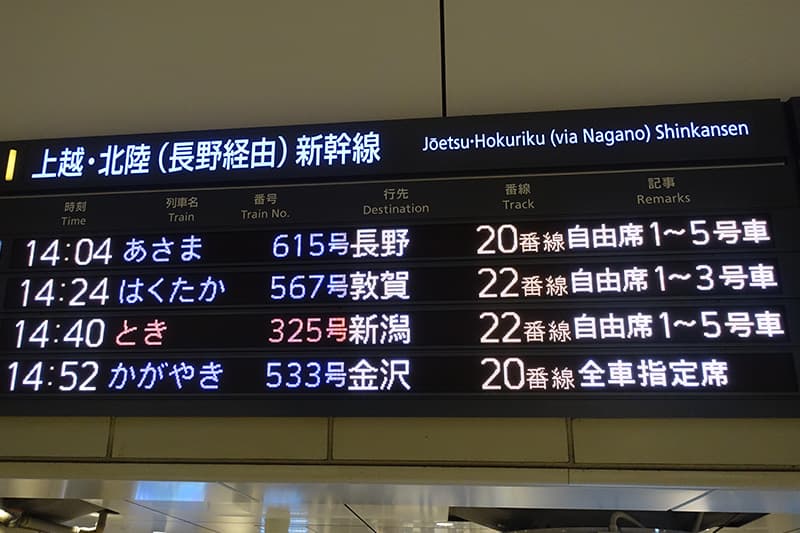 上越・北陸（長野経由）新幹線 Jōetsu・Hokuriku (via Nagano) Shinkansen
時刻 列車名 番号 行先 番線 記事
Time Train Train No. Destination Track Remarks
14:04 あさま 615号 長野 20番線 自由席1～5号車
14:24 はくたか 567号 敦賀 22番線 自由席1～3号車
14:40 とき 325号 新潟 22番線 自由席1～5号車
14:52 かがやき 533号 金沢 20番線 全車指定席